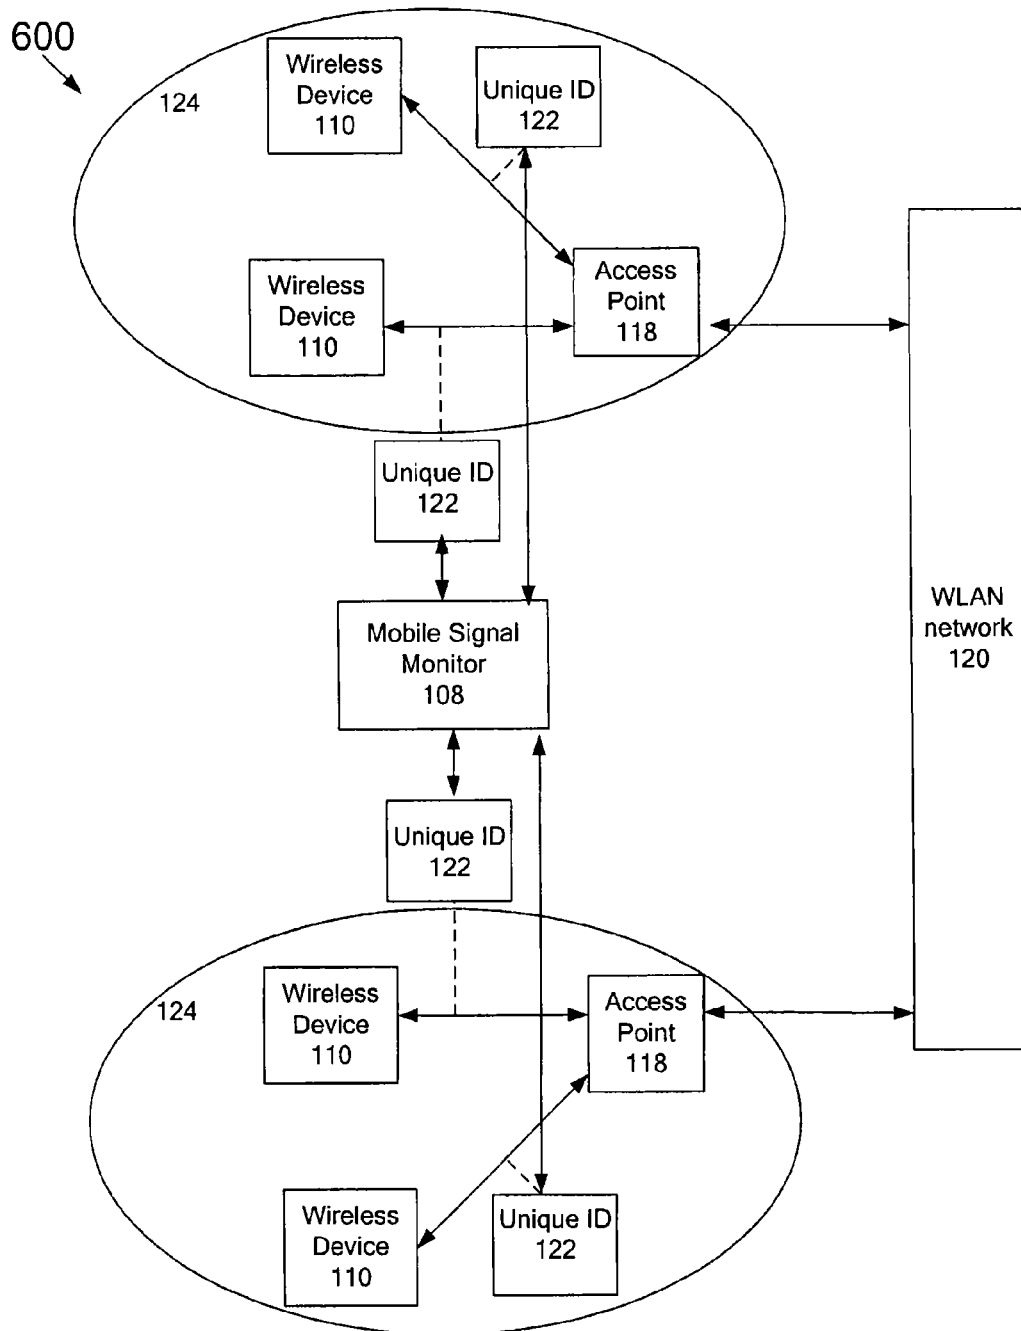 600
124
Wireless
Device
110
Unique ID
122
Wireless
Device
110
Access
Point
118
Unique ID
122
Mobile Signal
Monitor
108
WLAN
network
120
Unique ID
122
124
Wireless
Device
110
Access
Point
118
Wireless
Device
110
Unique ID
122